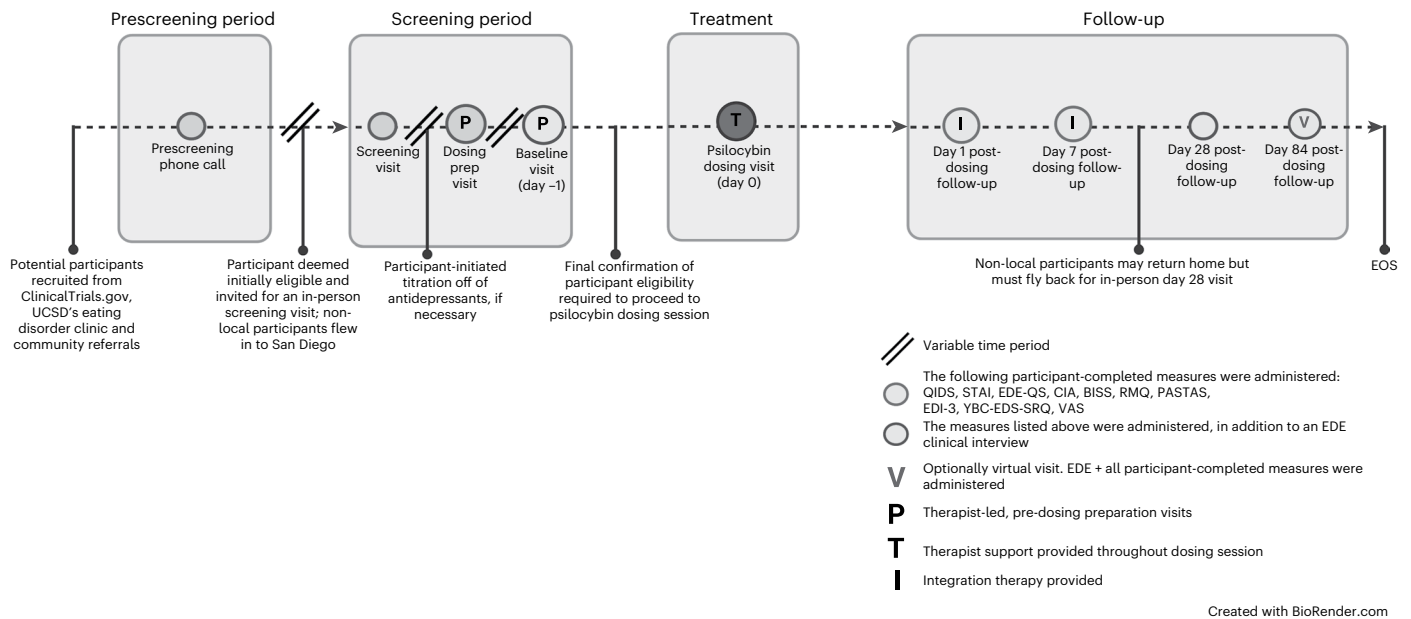 Prescreening period
Screening period
Treatment
Follow-up
Prescreening
phone call
Screening
visit
P
Dosing
prep
visit
P
Baseline
visit
(day –1)
T
Psilocybin
dosing visit
(day 0)
I
Day 1 post-
dosing
follow-up
I
Day 7 post-
dosing follow-
up
Day 28 post-
dosing
follow-up
V
Day 84 post-
dosing
follow-up
Potential participants
recruited from
ClinicalTrials.gov,
UCSD’s eating
disorder clinic and
community referrals
Participant deemed
initially eligible and
invited for an in-person
screening visit; non-
local participants flew
in to San Diego
Participant-initiated
titration off of
antidepressants, if
necessary
Final confirmation of
participant eligibility
required to proceed to
psilocybin dosing session
Non-local participants may return home but
must fly back for in-person day 28 visit
EOS
Variable time period
The following participant-completed measures were administered:
QIDS, STAI, EDE-QS, CIA, BISS, RMQ, PASTAS,
EDI-3, YBC-EDS-SRQ, VAS
The measures listed above were administered, in addition to an EDE
clinical interview
V
Optionally virtual visit. EDE + all participant-completed measures were
administered
P
Therapist-led, pre-dosing preparation visits
T
Therapist support provided throughout dosing session
I
Integration therapy provided
Created with BioRender.com